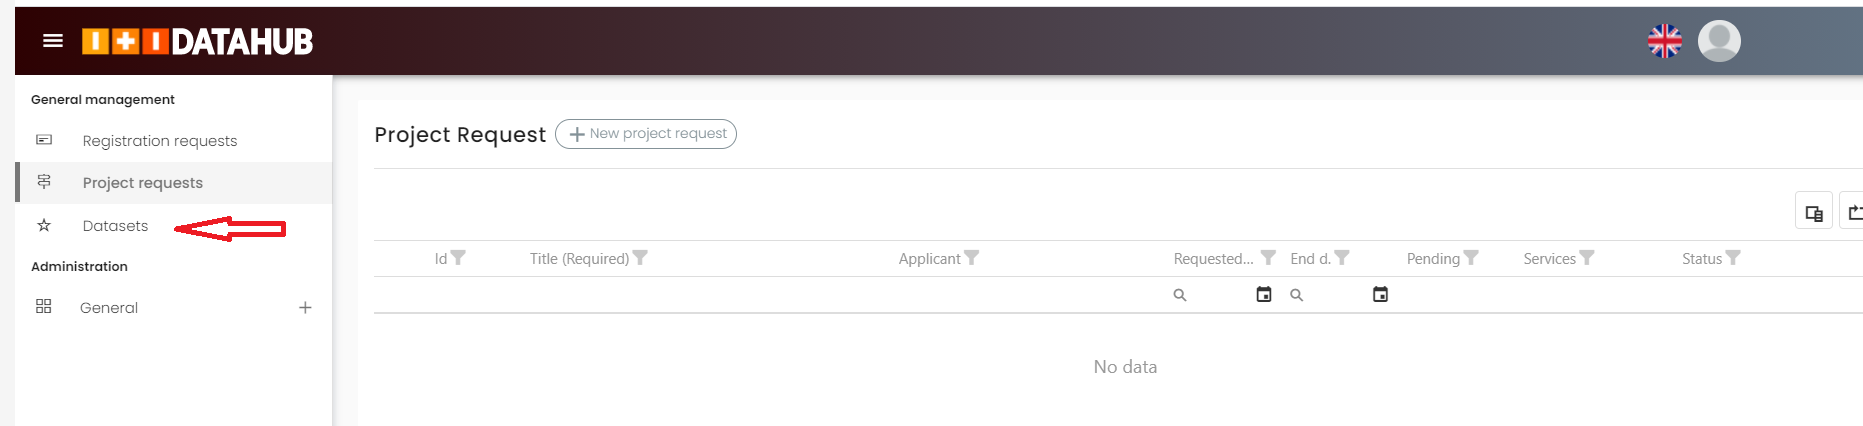 I+I DATAHUB
General management
Registration requests
Project requests
Datasets
Administration
General
Project Request
New project request
Id
Title (Required)
Applicant
Requested...
End d.
Pending
Services
Status
No data